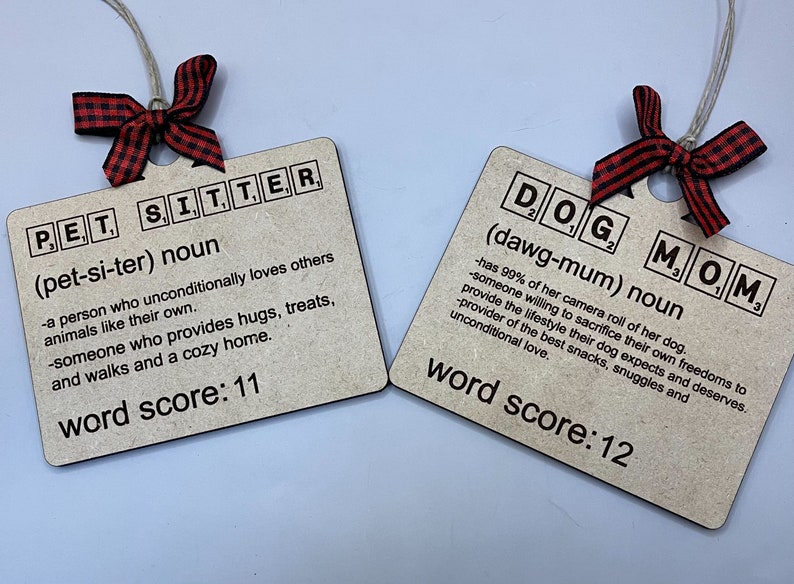 PET SITTER
(pet-si-ter) noun
-a person who unconditionally loves others
animals like their own.
-someone who provides hugs, treats,
and walks and a cozy home.
word score: 11
DOG MOM
(dawg-mum) noun
-has 99% of her camera roll of her dog.
-someone willing to sacrifice their own freedoms to
provide the lifestyle their dog expects and deserves.
-provider of the best snacks, snuggles and
unconditional love.
word score: 12